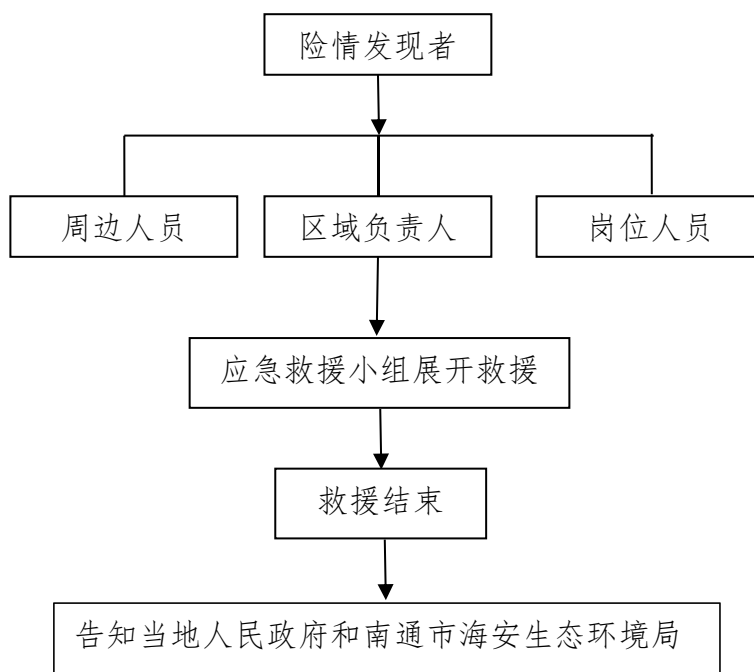 险情发现者
周边人员
区域负责人
岗位人员
应急救援小组展开救援
救援结束
告知当地人民政府和南通市海安生态环境局